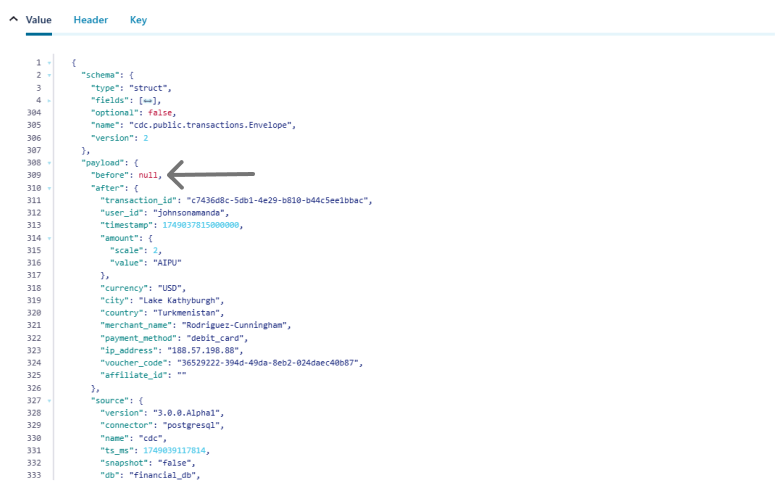 Value Header Key
1 {
2 "schema": {
3 "type": "struct",
4 "fields": [↔],
304 "optional": false,
305 "name": "cdc.public.transactions.Envelope",
306 "version": 2
307 },
308 "payload": {
309 "before": null,
310 "after": {
311 "transaction_id": "c7436d8c-5db1-4e29-b810-b44c5ee1bbac",
312 "user_id": "johnsonamanda",
313 "timestamp": 1749037815000000,
314 "amount": {
315 "scale": 2,
316 "value": "AIPU"
317 },
318 "currency": "USD",
319 "city": "Lake Kathyburgh",
320 "country": "Turkmenistan",
321 "merchant_name": "Rodriguez-Cunningham",
322 "payment_method": "debit_card",
323 "ip_address": "188.57.198.88",
324 "voucher_code": "36529222-394d-49da-8eb2-024daec40b87",
325 "affiliate_id": ""
326 },
327 "source": {
328 "version": "3.0.0.Alpha1",
329 "connector": "postgresql",
330 "name": "cdc",
331 "ts_ms": 1749039117814,
332 "snapshot": "false",
333 "db": "financial_db",